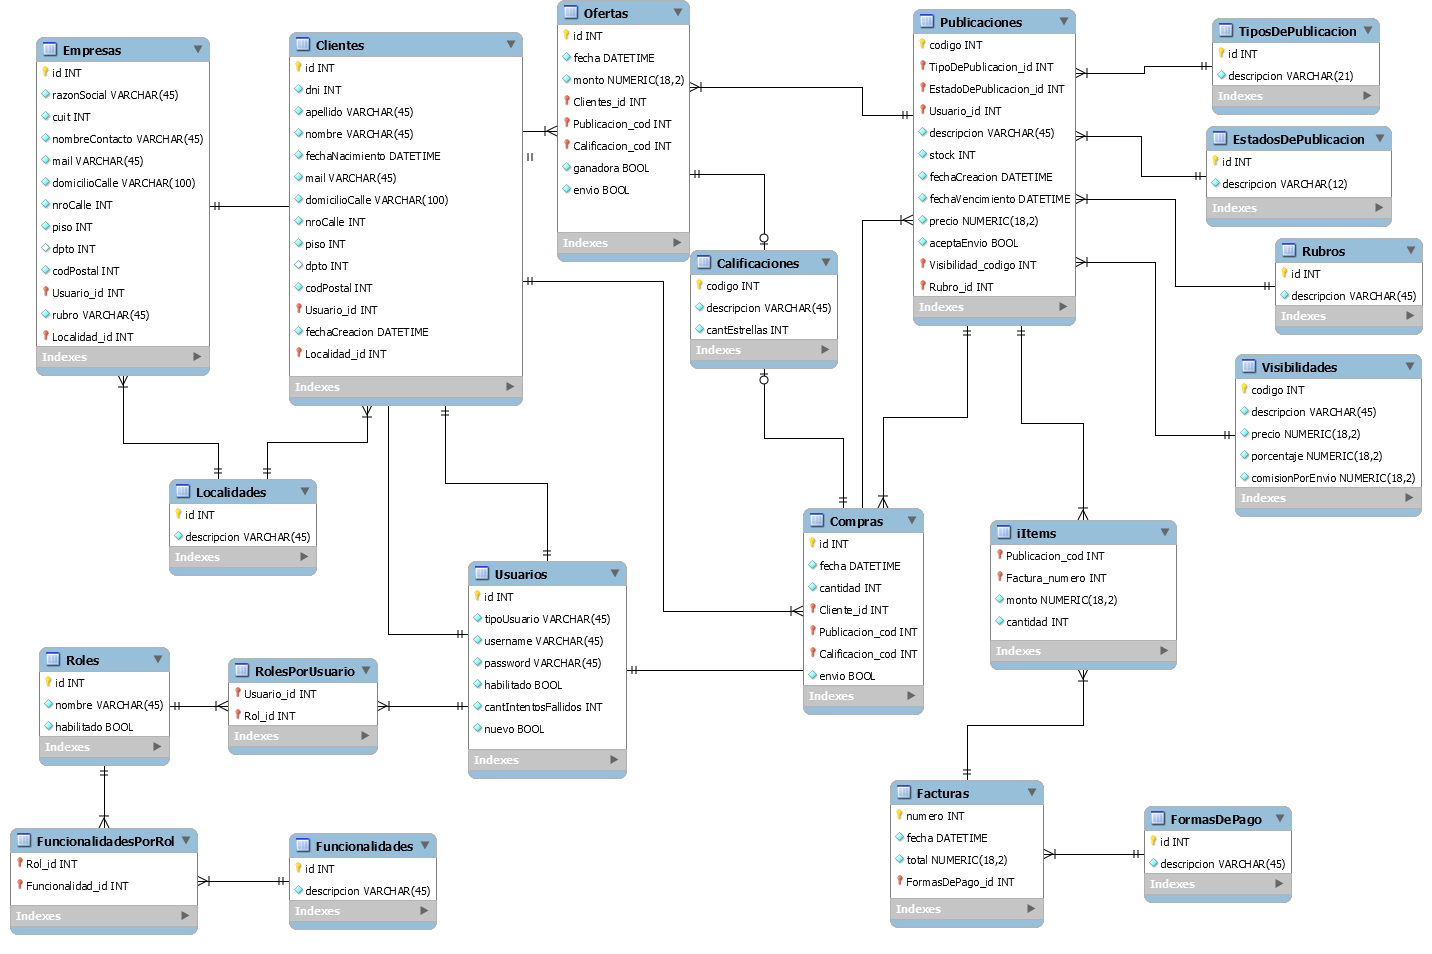 Empresas
id INT
razonSocial VARCHAR(45)
cuit INT
nombreContacto VARCHAR(45)
mail VARCHAR(45)
domicilioCalle VARCHAR(100)
nroCalle INT
piso INT
dpto INT
codPostal INT
Usuario_id INT
rubro VARCHAR(45)
Localidad_id INT
Indexes
Clientes
id INT
dni INT
apellido VARCHAR(45)
nombre VARCHAR(45)
fechaNacimiento DATETIME
mail VARCHAR(45)
domicilioCalle VARCHAR(100)
nroCalle INT
piso INT
dpto INT
codPostal INT
Usuario_id INT
fechaCreacion DATETIME
Localidad_id INT
Indexes
Ofertas
id INT
fecha DATETIME
monto NUMERIC(18,2)
Clientes_id INT
Publicacion_cod INT
Calificacion_cod INT
ganadora BOOL
envio BOOL
Indexes
Calificaciones
codigo INT
descripcion VARCHAR(45)
cantEstrellas INT
Indexes
Publicaciones
codigo INT
TipoDePublicacion_id INT
EstadoDePublicacion_id INT
Usuario_id INT
descripcion VARCHAR(45)
stock INT
fechaCreacion DATETIME
fechaVencimiento DATETIME
precio NUMERIC(18,2)
aceptaEnvio BOOL
Visibilidad_codigo INT
Rubro_id INT
Indexes
TiposDePublicacion
id INT
descripcion VARCHAR(21)
Indexes
EstadosDePublicacion
id INT
descripcion VARCHAR(12)
Indexes
Rubros
id INT
descripcion VARCHAR(45)
Indexes
Visibilidades
codigo INT
descripcion VARCHAR(45)
precio NUMERIC(18,2)
porcentaje NUMERIC(18,2)
comisionPorEnvio NUMERIC(18,2)
Indexes
Localidades
id INT
descripcion VARCHAR(45)
Indexes
Usuarios
id INT
tipoUsuario VARCHAR(45)
username VARCHAR(45)
password VARCHAR(45)
habilitado BOOL
cantIntentosFallidos INT
nuevo BOOL
Indexes
Compras
id INT
fecha DATETIME
cantidad INT
Cliente_id INT
Publicacion_cod INT
Calificacion_cod INT
envio BOOL
Indexes
iItems
Publicacion_cod INT
Factura_numero INT
monto NUMERIC(18,2)
cantidad INT
Indexes
Roles
id INT
nombre VARCHAR(45)
habilitado BOOL
Indexes
RolesPorUsuario
Usuario_id INT
Rol_id INT
Indexes
FuncionalidadesPorRol
Rol_id INT
Funcionalidad_id INT
Indexes
Funcionalidades
id INT
descripcion VARCHAR(45)
Indexes
Facturas
numero INT
fecha DATETIME
total NUMERIC(18,2)
FormasDePago_id INT
Indexes
FormasDePago
id INT
descripcion VARCHAR(45)
Indexes